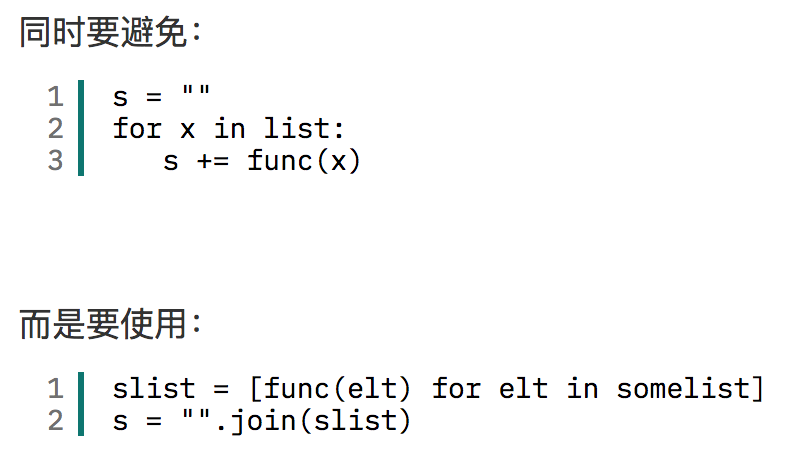 同时要避免：
1 s = ""
2 for x in list:
3    s += func(x)
而是要使用：
1 slist = [func(elt) for elt in somelist]
2 s = "".join(slist)